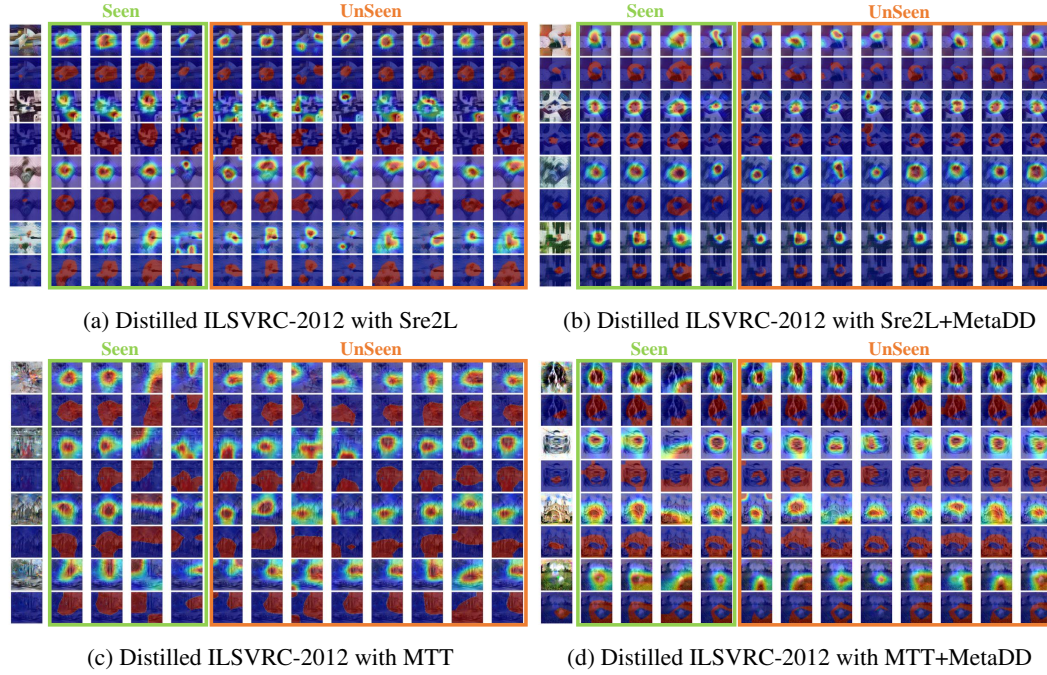 Seen UnSeen Seen UnSeen
(a) Distilled ILSVRC-2012 with Sre2L (b) Distilled ILSVRC-2012 with Sre2L+MetaDD
Seen UnSeen Seen UnSeen
(c) Distilled ILSVRC-2012 with MTT (d) Distilled ILSVRC-2012 with MTT+MetaDD